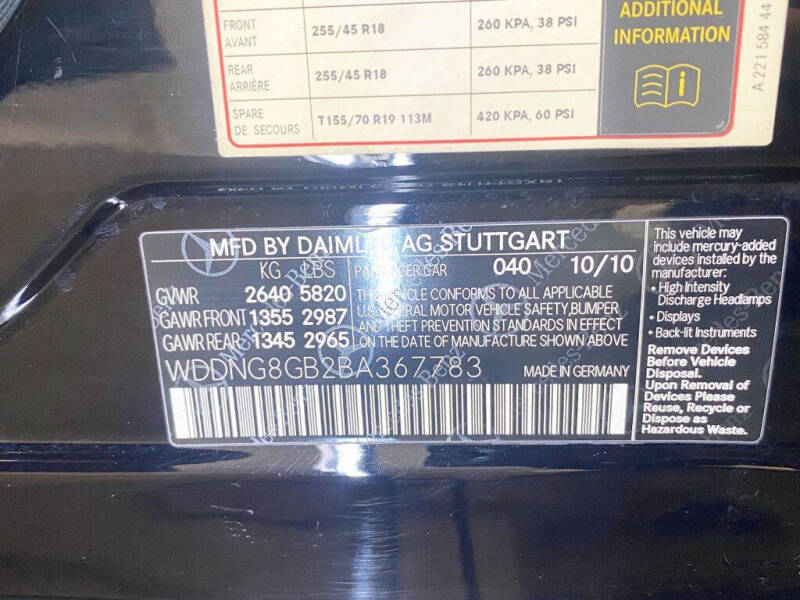 FRONT
AVANT
255/45 R18
260 KPA, 38 PSI
REAR
ARRIÈRE
255/45 R18
260 KPA, 38 PSI
SPARE
DE SECOURS
T155/70 R19 113M
420 KPA, 60 PSI
ADDITIONAL
INFORMATION
A 221 584 44
MFD BY DAIMLER AG STUTTGART
KG LBS PASSENGER CAR 040 10/10
GVWR 2640 5820
GAWR FRONT 1355 2987
GAWR REAR 1345 2965
THIS VEHICLE CONFORMS TO ALL APPLICABLE
U.S. FEDERAL MOTOR VEHICLE SAFETY, BUMPER
AND THEFT PREVENTION STANDARDS IN EFFECT
ON THE DATE OF MANUFACTURE SHOWN ABOVE
WDDNG8GB2BA367783 MADE IN GERMANY
This vehicle may
include mercury-added
devices installed by the
manufacturer:
• High Intensity
Discharge Headlamps
• Displays
• Back-lit Instruments
Remove Devices
Before Vehicle
Disposal.
Upon Removal of
Devices Please
Reuse, Recycle or
Dispose as
Hazardous Waste.